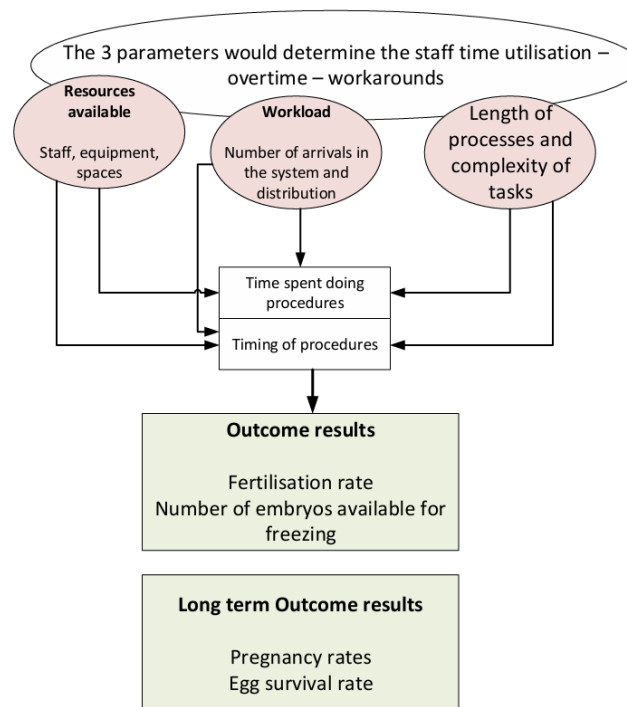 The 3 parameters would determine the staff time utilisation –
overtime – workarounds
Resources
available
Staff, equipment,
spaces
Workload
Number of arrivals in
the system and
distribution
Length of
processes and
complexity of
tasks
Time spent doing
procedures
Timing of procedures
Outcome results
Fertilisation rate
Number of embryos available for
freezing
Long term Outcome results
Pregnancy rates
Egg survival rate